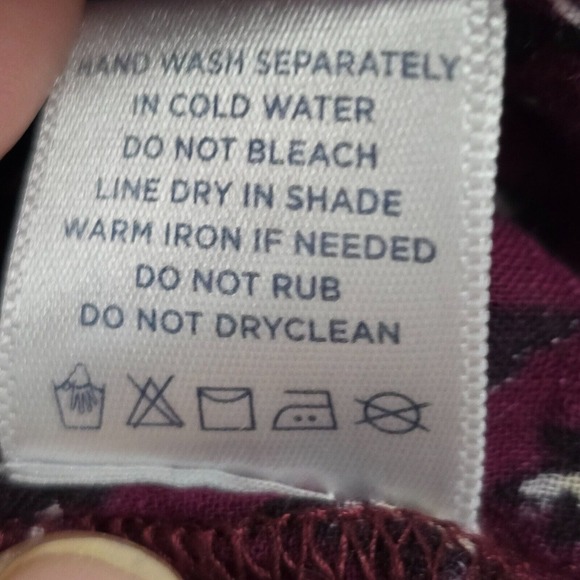 HAND WASH SEPARATELY
IN COLD WATER
DO NOT BLEACH
LINE DRY IN SHADE
WARM IRON IF NEEDED
DO NOT RUB
DO NOT DRYCLEAN